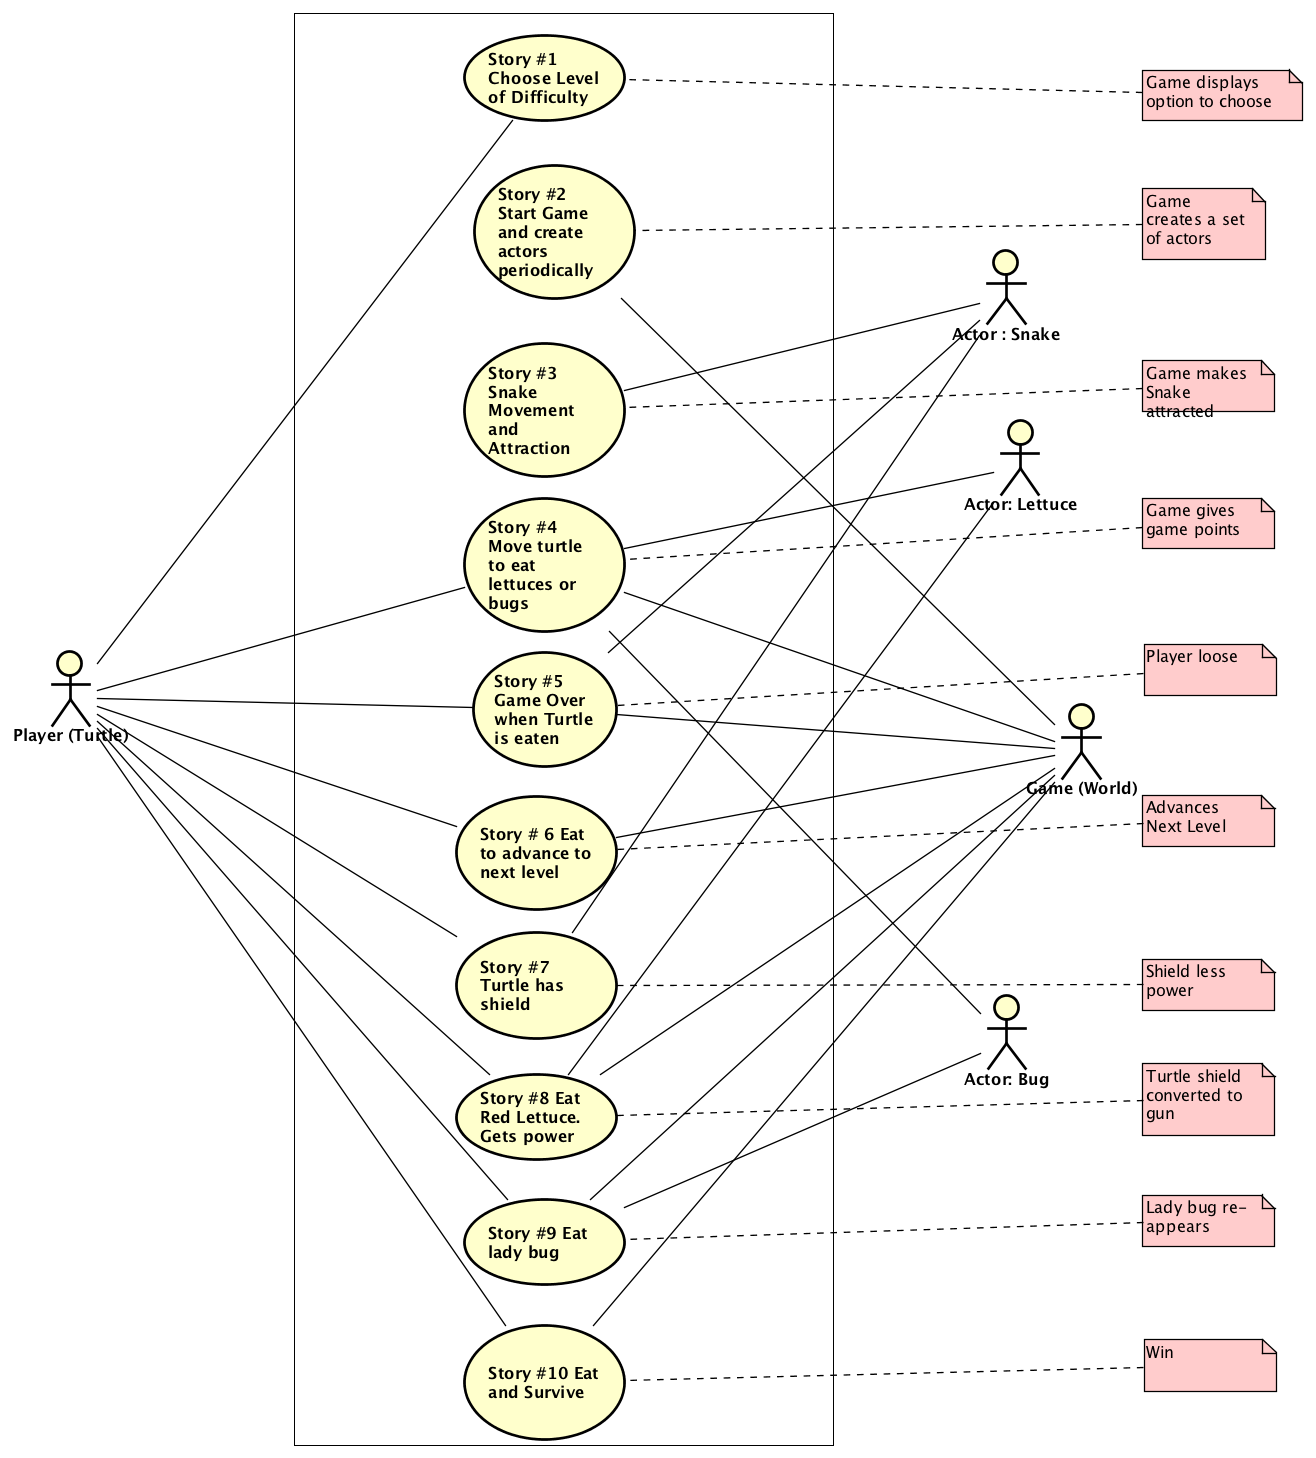 Story #1
Choose Level
of Difficulty
Game displays
option to choose
Story #2
Start Game
and create
actors
periodically
Game
creates a set
of actors
Actor : Snake
Story #3
Snake
Movement
and
Attraction
Game makes
Snake
attracted
Actor: Lettuce
Story #4
Move turtle
to eat
lettuces or
bugs
Game gives
game points
Player (Turtle)
Story #5
Game Over
when Turtle
is eaten
Player loose
Game (World)
Story # 6 Eat
to advance to
next level
Advances
Next Level
Story #7
Turtle has
shield
Shield less
power
Actor: Bug
Story #8 Eat
Red Lettuce.
Gets power
Turtle shield
converted to
gun
Story #9 Eat
lady bug
Lady bug re-
appears
Story #10 Eat
and Survive
Win